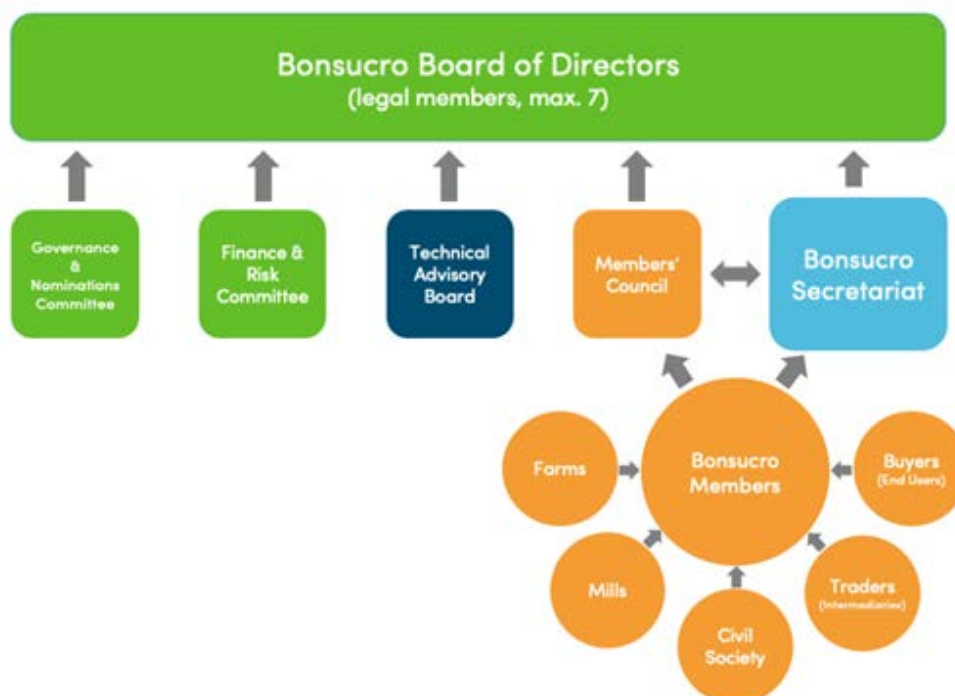 Bonsucro Board of Directors
(legal members, max. 7)
Governance
&
Nominations
Committee
Finance &
Risk
Committee
Technical
Advisory
Board
Members'
Council
Bonsucro
Secretariat
Farms
Bonsucro
Members
Buyers
(End Users)
Mills
Traders
(Intermediaries)
Civil
Society